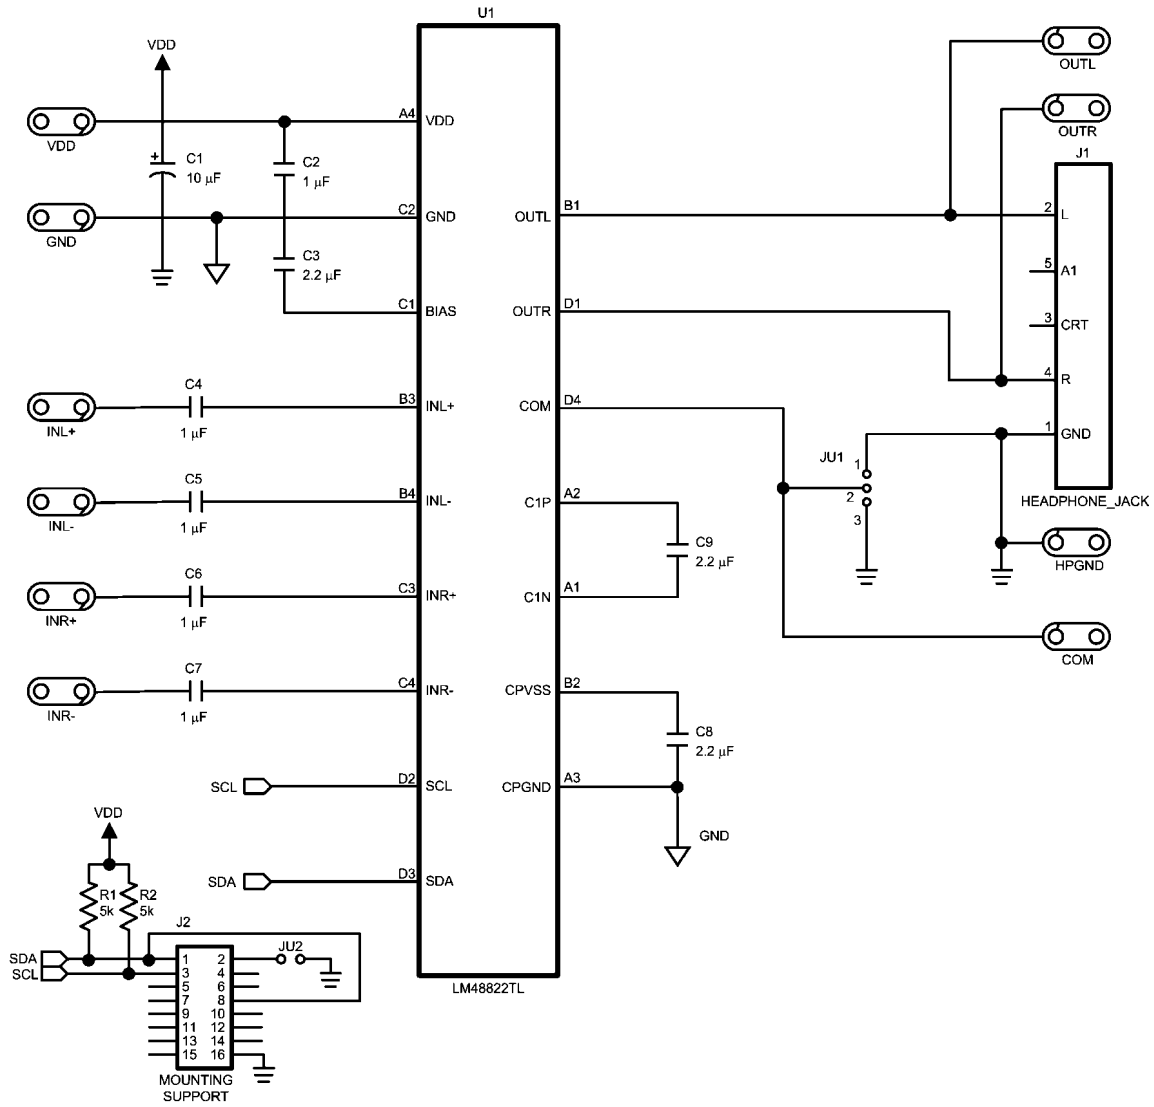 U1
VDD
OUTL
VDD
A4 VDD
OUTR
J1
+
C1
10 µF
C2
1 µF
GND
C2 GND
OUTL B1
2 L
C3
2.2 µF
5 A1
C1 BIAS
OUTR D1
3 CRT
4 R
INL+
C4
1 µF
B3 INL+
COM D4
1 GND
JU1
1
2
3
HEADPHONE_JACK
INL-
C5
1 µF
B4 INL-
C1P A2
C9
2.2 µF
HPGND
INR+
C6
1 µF
C3 INR+
C1N A1
COM
INR-
C7
1 µF
C4 INR-
CPVSS B2
C8
2.2 µF
SCL
D2 SCL
CPGND A3
GND
SDA
D3 SDA
VDD
R1
5k
R2
5k
J2
SDA
SCL
JU2
1 2
3 4
5 6
7 8
9 10
11 12
13 14
15 16
LM48822TL
MOUNTING
SUPPORT